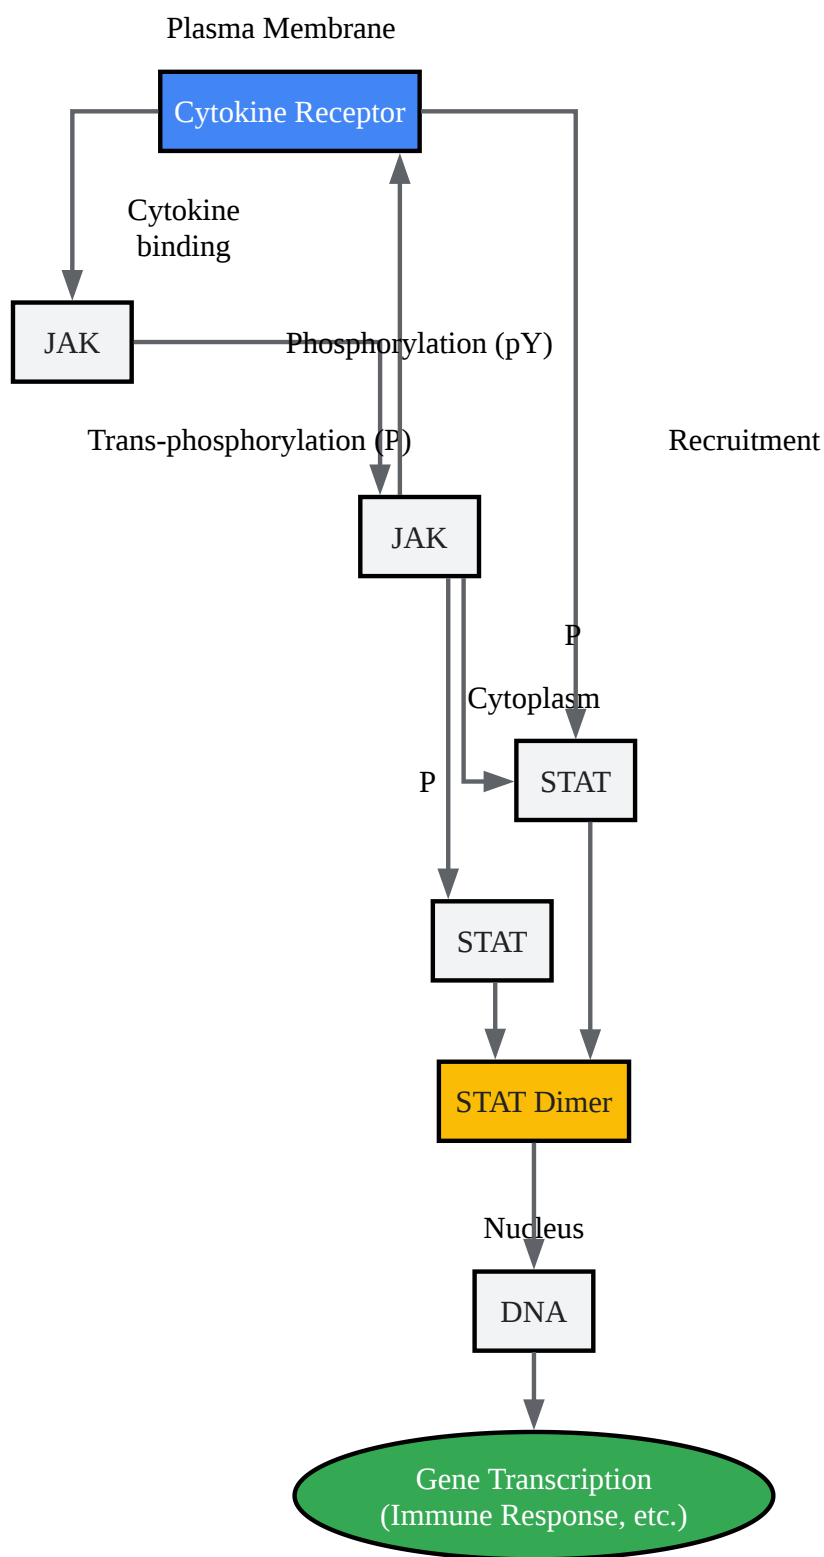 Plasma Membrane
Cytokine Receptor
Cytokine
binding
JAK
Phosphorylation (pY)
Trans-phosphorylation (P)
Recruitment
JAK
P
Cytoplasm
P
STAT
STAT
STAT Dimer
Nucleus
DNA
Gene Transcription
(Immune Response, etc.)